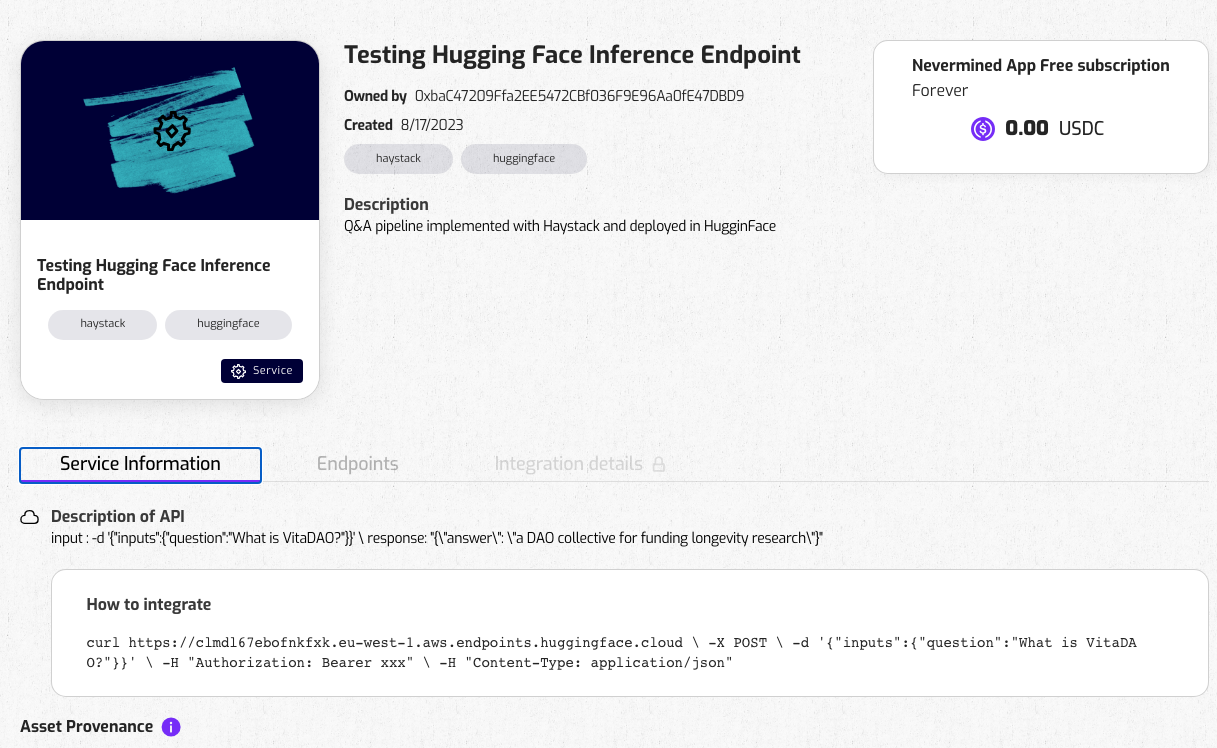 Testing Hugging Face Inference Endpoint
Owned by 0xbaC47209Ffa2EE5472CBf036F9E96Aa0fE47DBD9
Created 8/17/2023
haystack huggingface
Description
Q&A pipeline implemented with Haystack and deployed in HugginFace
Nevermined App Free subscription
Forever
0.00 USDC
Testing Hugging Face Inference
Endpoint
haystack huggingface
Service
Service Information Endpoints Integration details
Description of API
input : -d '{"inputs":{"question":"What is VitaDAO?"}}' \ response: "{\"answer\": \"a DAO collective for funding longevity research\"}"
How to integrate
curl https://clmdl67ebofnkfxk.eu-west-1.aws.endpoints.huggingface.cloud \ -X POST \ -d '{"inputs":{"question":"What is VitaDA
O?"}}' \ -H "Authorization: Bearer xxx" \ -H "Content-Type: application/json"
Asset Provenance